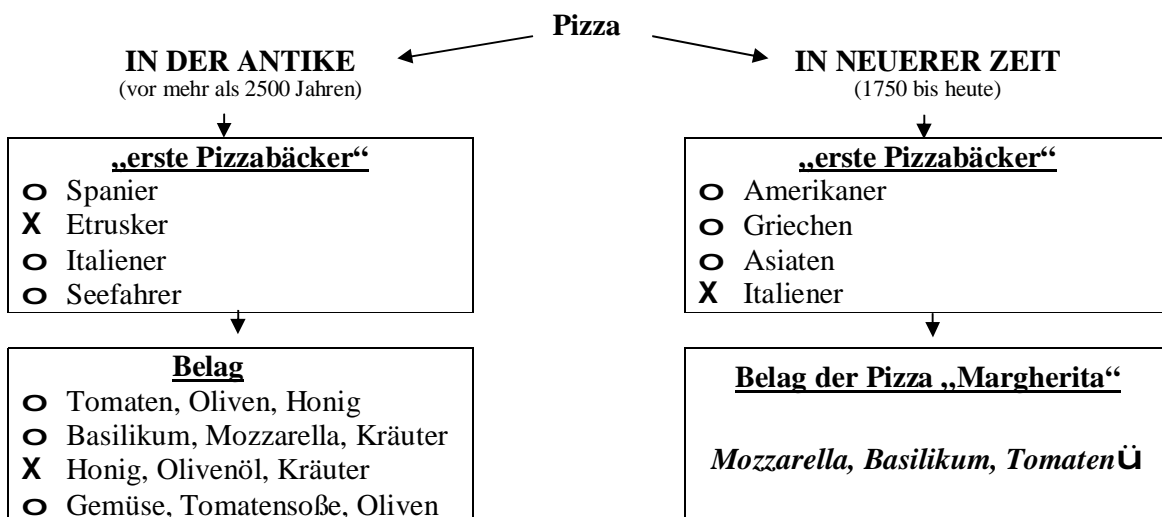 Pizza
IN DER ANTIKE
(vor mehr als 2500 Jahren)
„erste Pizzabäcker“
o Spanier
X Etrusker
o Italiener
o Seefahrer
Belag
o Tomaten, Oliven, Honig
o Basilikum, Mozzarella, Kräuter
X Honig, Olivenöl, Kräuter
o Gemüse, Tomatensoße, Oliven
IN NEUERER ZEIT
(1750 bis heute)
„erste Pizzabäcker“
o Amerikaner
o Griechen
o Asiaten
X Italiener
Belag der Pizza „Margherita“
Mozzarella, Basilikum, Tomatenü